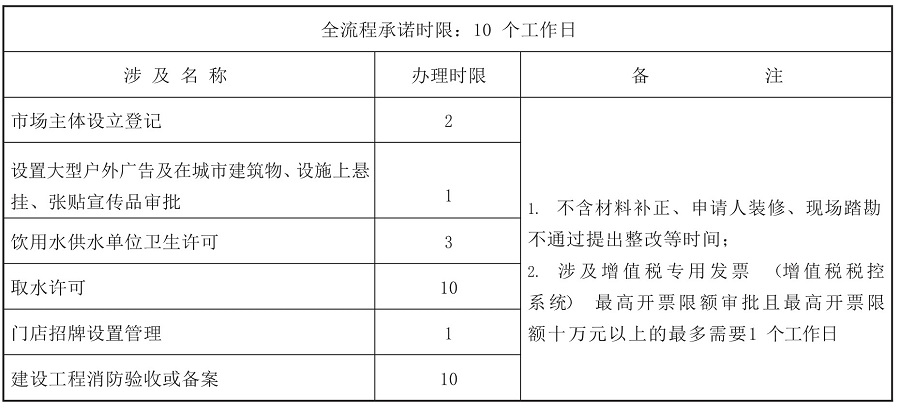 全流程承诺时限：10 个工作日
涉 及 名 称 办理时限 备 注
市场主体设立登记 2
设置大型户外广告及在城市建筑物、设施上悬
挂、张贴宣传品审批 1
饮用水供水单位卫生许可 3
取水许可 10
门店招牌设置管理 1
建设工程消防验收或备案 10
1. 不含材料补正、申请人装修、现场踏勘
不通过提出整改等时间；
2. 涉及增值税专用发票 （增值税税控
系统） 最高开票限额审批且最高开票限
额十万元以上的最多需要1 个工作日